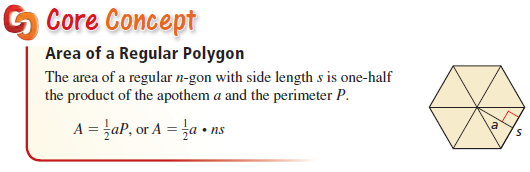 Core Concept
Area of a Regular Polygon
The area of a regular n-gon with side length s is one-half
the product of the apothem a and the perimeter P.
A = ½aP, or A = ½a • ns
a
s